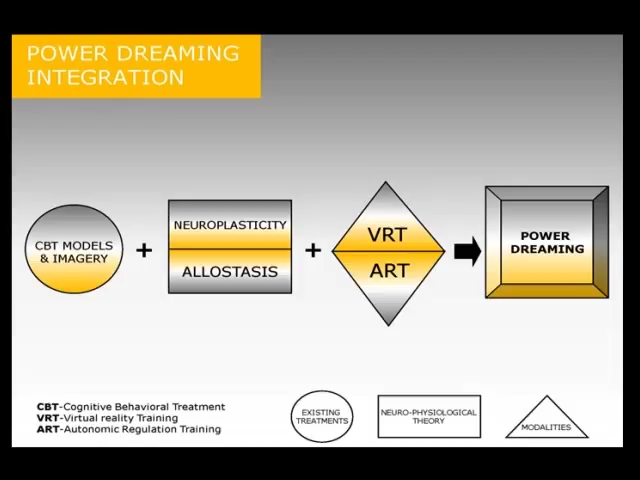 POWER DREAMING
INTEGRATION
CBT MODELS
& IMAGERY
+
NEUROPLASTICITY
ALLOSTASIS
+
VRT
ART
POWER
DREAMING
CBT-Cognitive Behavioral Treatment
VRT-Virtual reality Training
ART-Autonomic Regulation Training
EXISTING
TREATMENTS
NEURO-PHYSIOLOGICAL
THEORY
MODALITIES